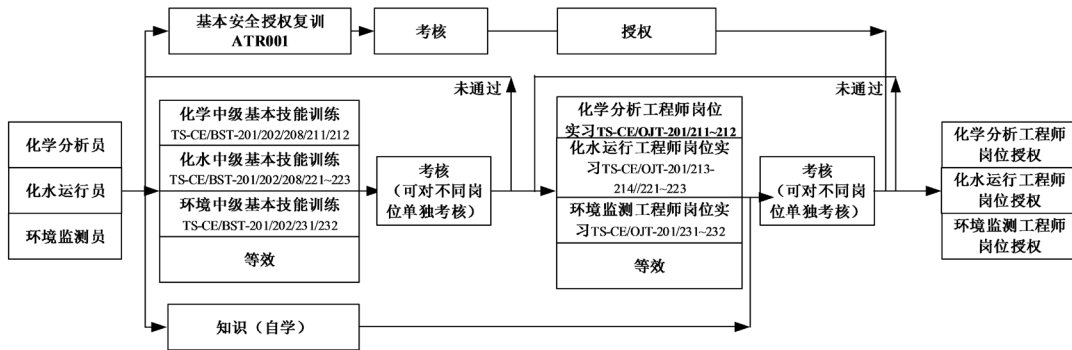 基本安全授权复训
ATR001
考核
授权
未通过
未通过
化学分析员
化水运行员
环境监测员
化学中级基本技能训练
TS-CE/BST-201/202/208/211/212
化水中级基本技能训练
TS-CE/BST-201/202/208/221~223
环境中级基本技能训练
TS-CE/BST-201/202/231/232
等效
考核
（可对不同岗
位单独考核）
化学分析工程师岗位
实习TS-CE/OJT-201/211~212
化水运行工程师岗位实
习TS-CE/OJT-201/213-
214//221~223
环境监测工程师岗位实
习TS-CE/OJT-201/231~232
等效
考核
（可对不同岗
位单独考核）
化学分析工程师
岗位授权
化水运行工程师
岗位授权
环境监测工程师
岗位授权
知识（自学）